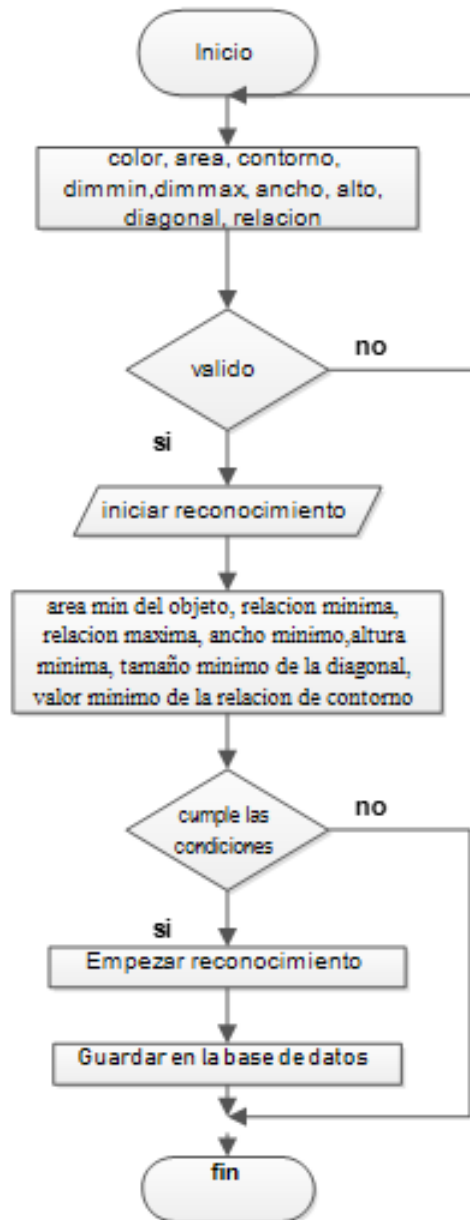 Inicio
color, area, contorno,
dimmin,dimmax, ancho, alto,
diagonal, relacion
valido
no
si
iniciar reconocimiento
area min del objeto, relacion minima,
relacion maxima, ancho minimo,altura
minima, tamaño minimo de la diagonal,
valor minimo de la relacion de contorno
cumple las
condiciones
no
si
Empezar reconocimiento
Guardar en la base de datos
fin